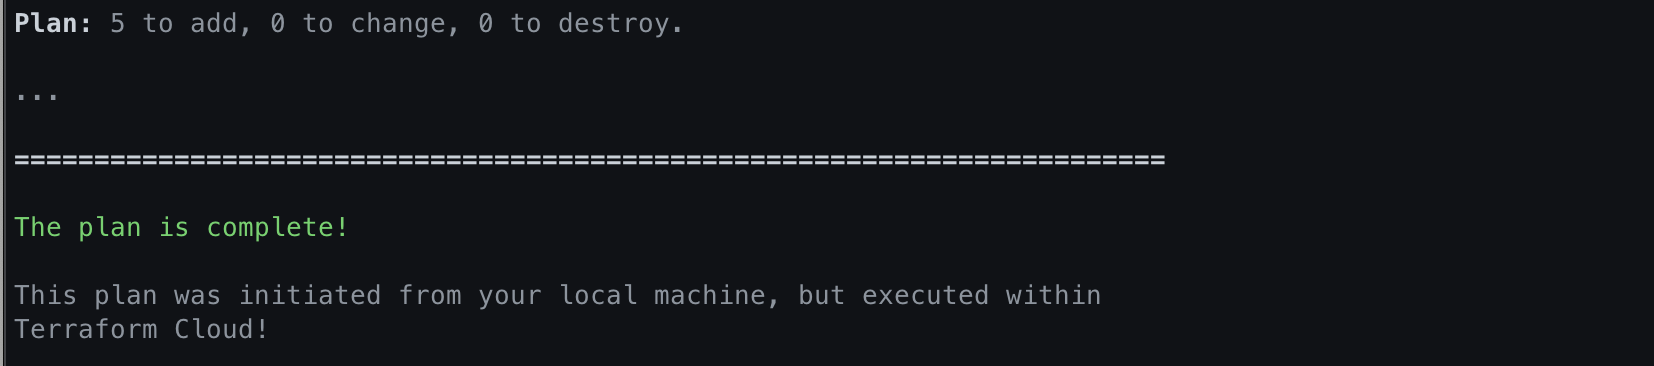 Plan: 5 to add, 0 to change, 0 to destroy.
...
========================================================================
The plan is complete!
This plan was initiated from your local machine, but executed within
Terraform Cloud!